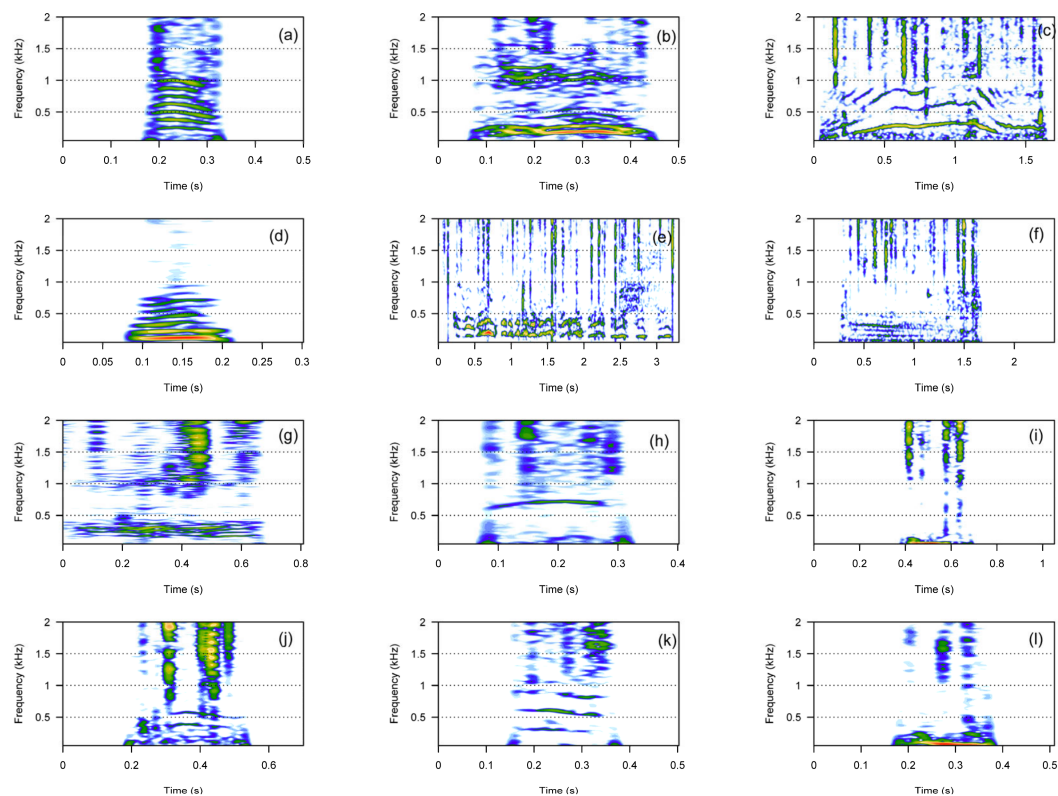 (a)
Frequency (kHz)
2
1.5
1
0.5
0 0.1 0.2 0.3 0.4 0.5
Time (s)
(b)
Frequency (kHz)
2
1.5
1
0.5
0 0.1 0.2 0.3 0.4 0.5
Time (s)
(c)
Frequency (kHz)
2
1.5
1
0.5
0 0.5 1 1.5
Time (s)
(d)
Frequency (kHz)
2
1.5
1
0.5
0 0.05 0.1 0.15 0.2 0.25 0.3
Time (s)
(e)
Frequency (kHz)
2
1.5
1
0.5
0 0.5 1 1.5 2 2.5 3
Time (s)
(f)
Frequency (kHz)
2
1.5
1
0.5
0 0.5 1 1.5 2
Time (s)
(g)
Frequency (kHz)
2
1.5
1
0.5
0 0.2 0.4 0.6 0.8
Time (s)
(h)
Frequency (kHz)
2
1.5
1
0.5
0 0.1 0.2 0.3 0.4
Time (s)
(i)
Frequency (kHz)
2
1.5
1
0.5
0 0.2 0.4 0.6 0.8 1
Time (s)
(j)
Frequency (kHz)
2
1.5
1
0.5
0 0.2 0.4 0.6
Time (s)
(k)
Frequency (kHz)
2
1.5
1
0.5
0 0.1 0.2 0.3 0.4 0.5
Time (s)
(l)
Frequency (kHz)
2
1.5
1
0.5
0 0.1 0.2 0.3 0.4 0.5
Time (s)